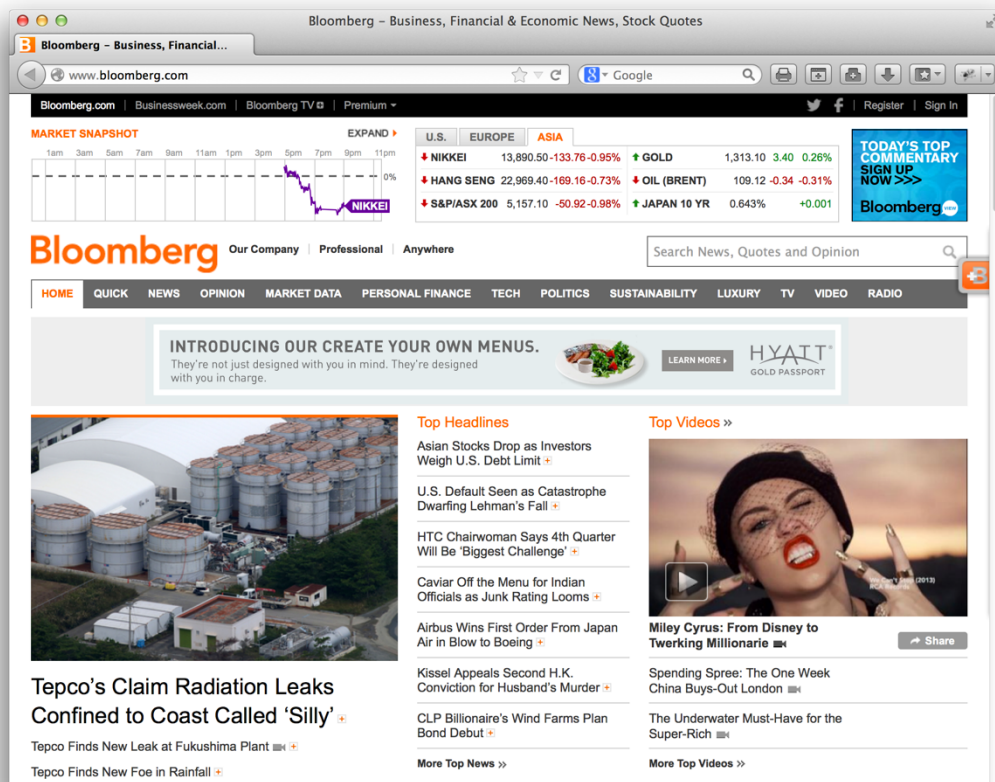 Bloomberg – Business, Financial & Economic News, Stock Quotes
Bloomberg – Business, Financial...
www.bloomberg.com
Google
Bloomberg.com | Businessweek.com | Bloomberg TV | Premium
Register | Sign In
MARKET SNAPSHOT
EXPAND
1am 3am 5am 7am 9am 11am 1pm 3pm 5pm 7pm 9pm 11pm
0%
NIKKEI
U.S. EUROPE ASIA
NIKKEI 13,890.50 -133.76 -0.95%
GOLD 1,313.10 3.40 0.26%
HANG SENG 22,969.40 -169.16 -0.73%
OIL (BRENT) 109.12 -0.34 -0.31%
S&P/ASX 200 5,157.10 -50.92 -0.98%
JAPAN 10 YR 0.643% +0.001
TODAY'S TOP
COMMENTARY
SIGN UP
NOW >>>
Bloomberg
Bloomberg
Our Company | Professional | Anywhere
Search News, Quotes and Opinion
HOME QUICK NEWS OPINION MARKET DATA PERSONAL FINANCE TECH POLITICS SUSTAINABILITY LUXURY TV VIDEO RADIO
INTRODUCING OUR CREATE YOUR OWN MENUS.
They're not just designed with you in mind. They're designed
with you in charge.
LEARN MORE
HYATT®
GOLD PASSPORT
Tepco's Claim Radiation Leaks
Confined to Coast Called 'Silly'
Tepco Finds New Leak at Fukushima Plant
Tepco Finds New Foe in Rainfall
Top Headlines
Asian Stocks Drop as Investors
Weigh U.S. Debt Limit
U.S. Default Seen as Catastrophe
Dwarfing Lehman's Fall
HTC Chairwoman Says 4th Quarter
Will Be 'Biggest Challenge'
Caviar Off the Menu for Indian
Officials as Junk Rating Looms
Airbus Wins First Order From Japan
Air in Blow to Boeing
Kissel Appeals Second H.K.
Conviction for Husband's Murder
CLP Billionaire's Wind Farms Plan
Bond Debut
More Top News »
Top Videos »
We Can't Stop (2013)
RCA Records
Miley Cyrus: From Disney to
Twerking Millionarie
Share
Spending Spree: The One Week
China Buys-Out London
The Underwater Must-Have for the
Super-Rich
More Top Videos »